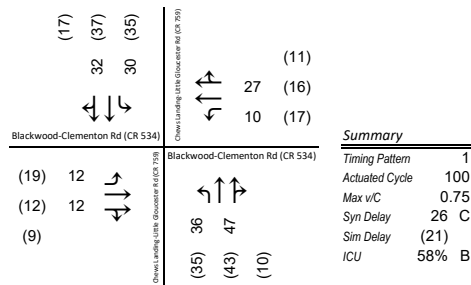 (17) (37) (35)
32 30
Chews Landing-Little Gloucester Rd (CR 759)
(11)
27 (16)
10 (17)
Blackwood-Clementon Rd (CR 534)
Blackwood-Clementon Rd (CR 534)
(19) 12
(12) 12
(9)
Chews Landing-Little Gloucester Rd (CR 759)
36 47
(35) (43) (10)
Summary
Timing Pattern 1
Actuated Cycle 100
Max v/C 0.75
Syn Delay 26 C
Sim Delay (21)
ICU 58% B